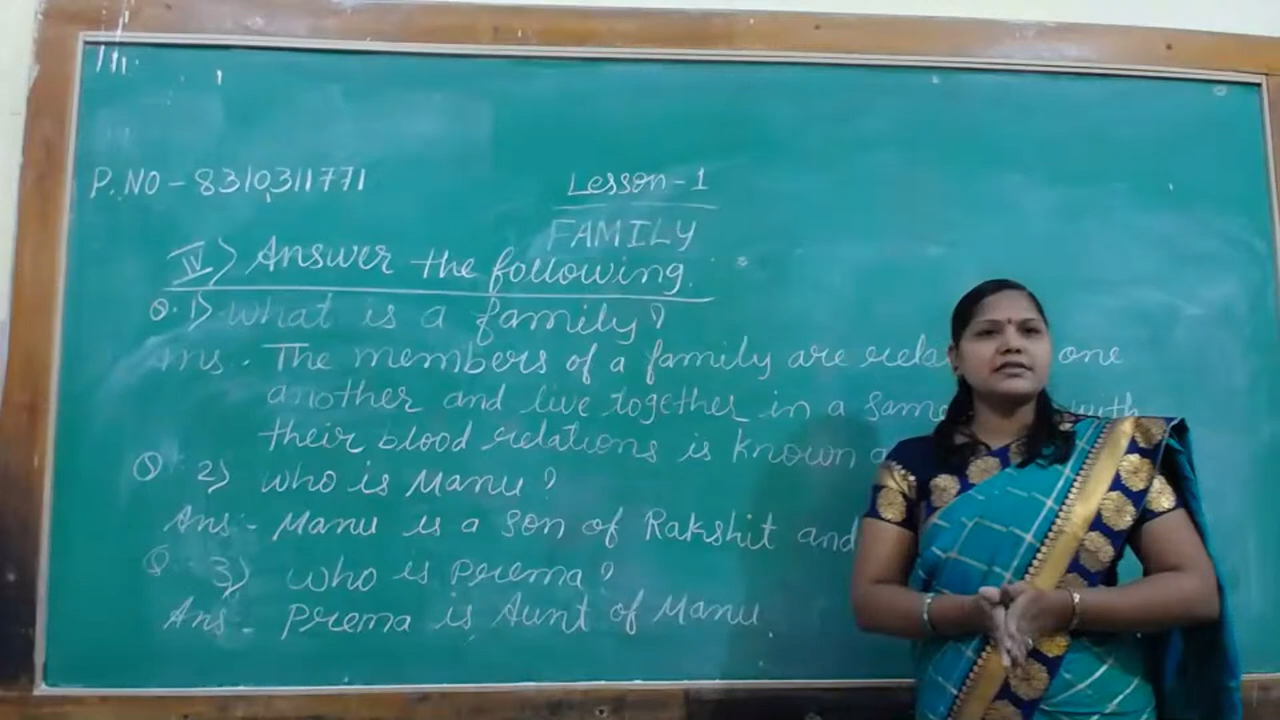 P.NO - 8310311771
Lesson - 1
FAMILY
IV) Answer the following.
Q.1) What is a family?
Ans. The members of a family are rela one
another and live together in a same with
their blood relations is known a
Q 2) who is Manu?
Ans - Manu is a son of Rakshit and
Q 3) who is Prema?
Ans - Prema is Aunt of Manu.